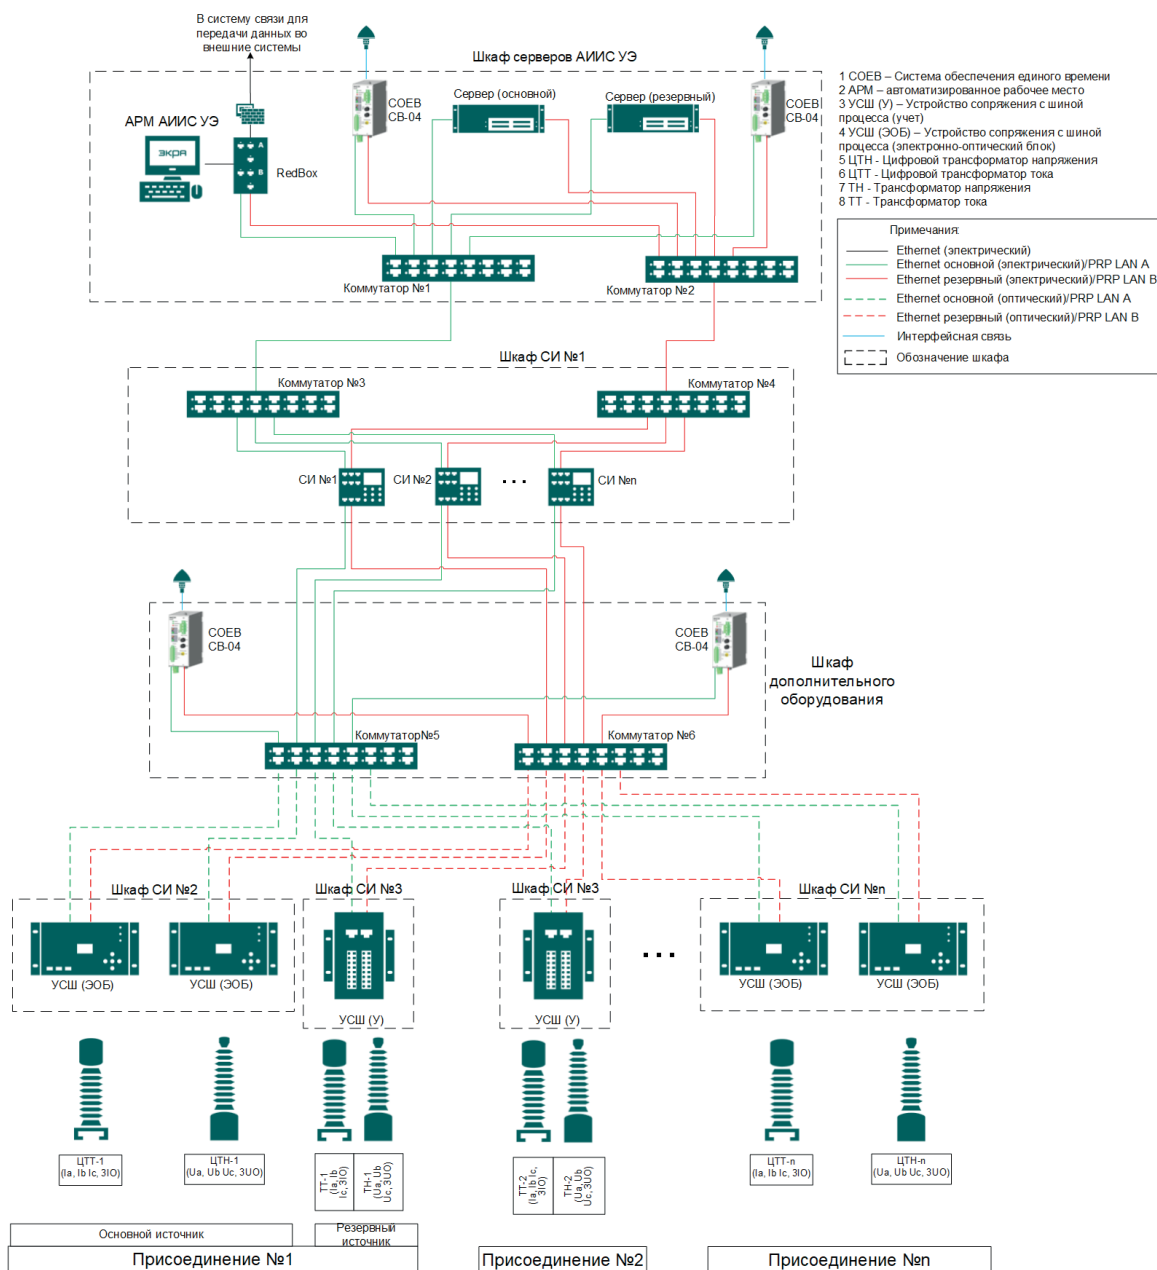 В систему связи для
передачи данных во
внешние системы
Шкаф серверов АИИС УЭ
СОЕВ
СВ-04
Сервер (основной)
Сервер (резервный)
СОЕВ
СВ-04
АРМ АИИС УЭ
ЭКРА
A
B
RedBox
Коммутатор №1
Коммутатор №2
1 СОЕВ – Система обеспечения единого времени
2 АРМ – автоматизированное рабочее место
3 УСШ (У) – Устройство сопряжения с шиной
процесса (учет)
4 УСШ (ЭОБ) – Устройство сопряжения с шиной
процесса (электронно-оптический блок)
5 ЦТН - Цифровой трансформатор напряжения
6 ЦТТ - Цифровой трансформатор тока
7 ТН - Трансформатор напряжения
8 ТТ - Трансформатор тока
Примечания:
Ethernet (электрический)
Ethernet основной (электрический)/PRP LAN A
Ethernet резервный (электрический)/PRP LAN B
Ethernet основной (оптического)/PRP LAN A
Ethernet резервный (оптического)/PRP LAN B
Интерфейсная связь
Обозначение шкафа
Шкаф СИ №1
Коммутатор №3
Коммутатор №4
СИ №1
СИ №2
...
СИ №n
СОЕВ
СВ-04
СОЕВ
СВ-04
Шкаф
дополнительного
оборудования
Коммутатор№5
Коммутатор №6
Шкаф СИ №2
Шкаф СИ №3
Шкаф СИ №3
Шкаф СИ №n
УСШ (ЭОБ)
УСШ (ЭОБ)
УСШ (У)
УСШ (У)
...
УСШ (ЭОБ)
УСШ (ЭОБ)
ЦТТ-1
(Ia, Ib Ic, 3IO)
ЦТН-1
(Ua, Ub Uc, 3UO)
ТТ-1
(Ia, Ib
Ic, 3IO)
ТН-1
(Ua, Ub
Uc, 3UO)
ТТ-2
(Ia, Ib Ic,
3IO)
ТН-2
(Ua, Ub
Uc, 3UO)
ЦТТ-n
(Ia, Ib Ic, 3IO)
ЦТН-n
(Ua, Ub Uc, 3UO)
Основной источник
Резервный
источник
Присоединение №1
Присоединение №2
Присоединение №n